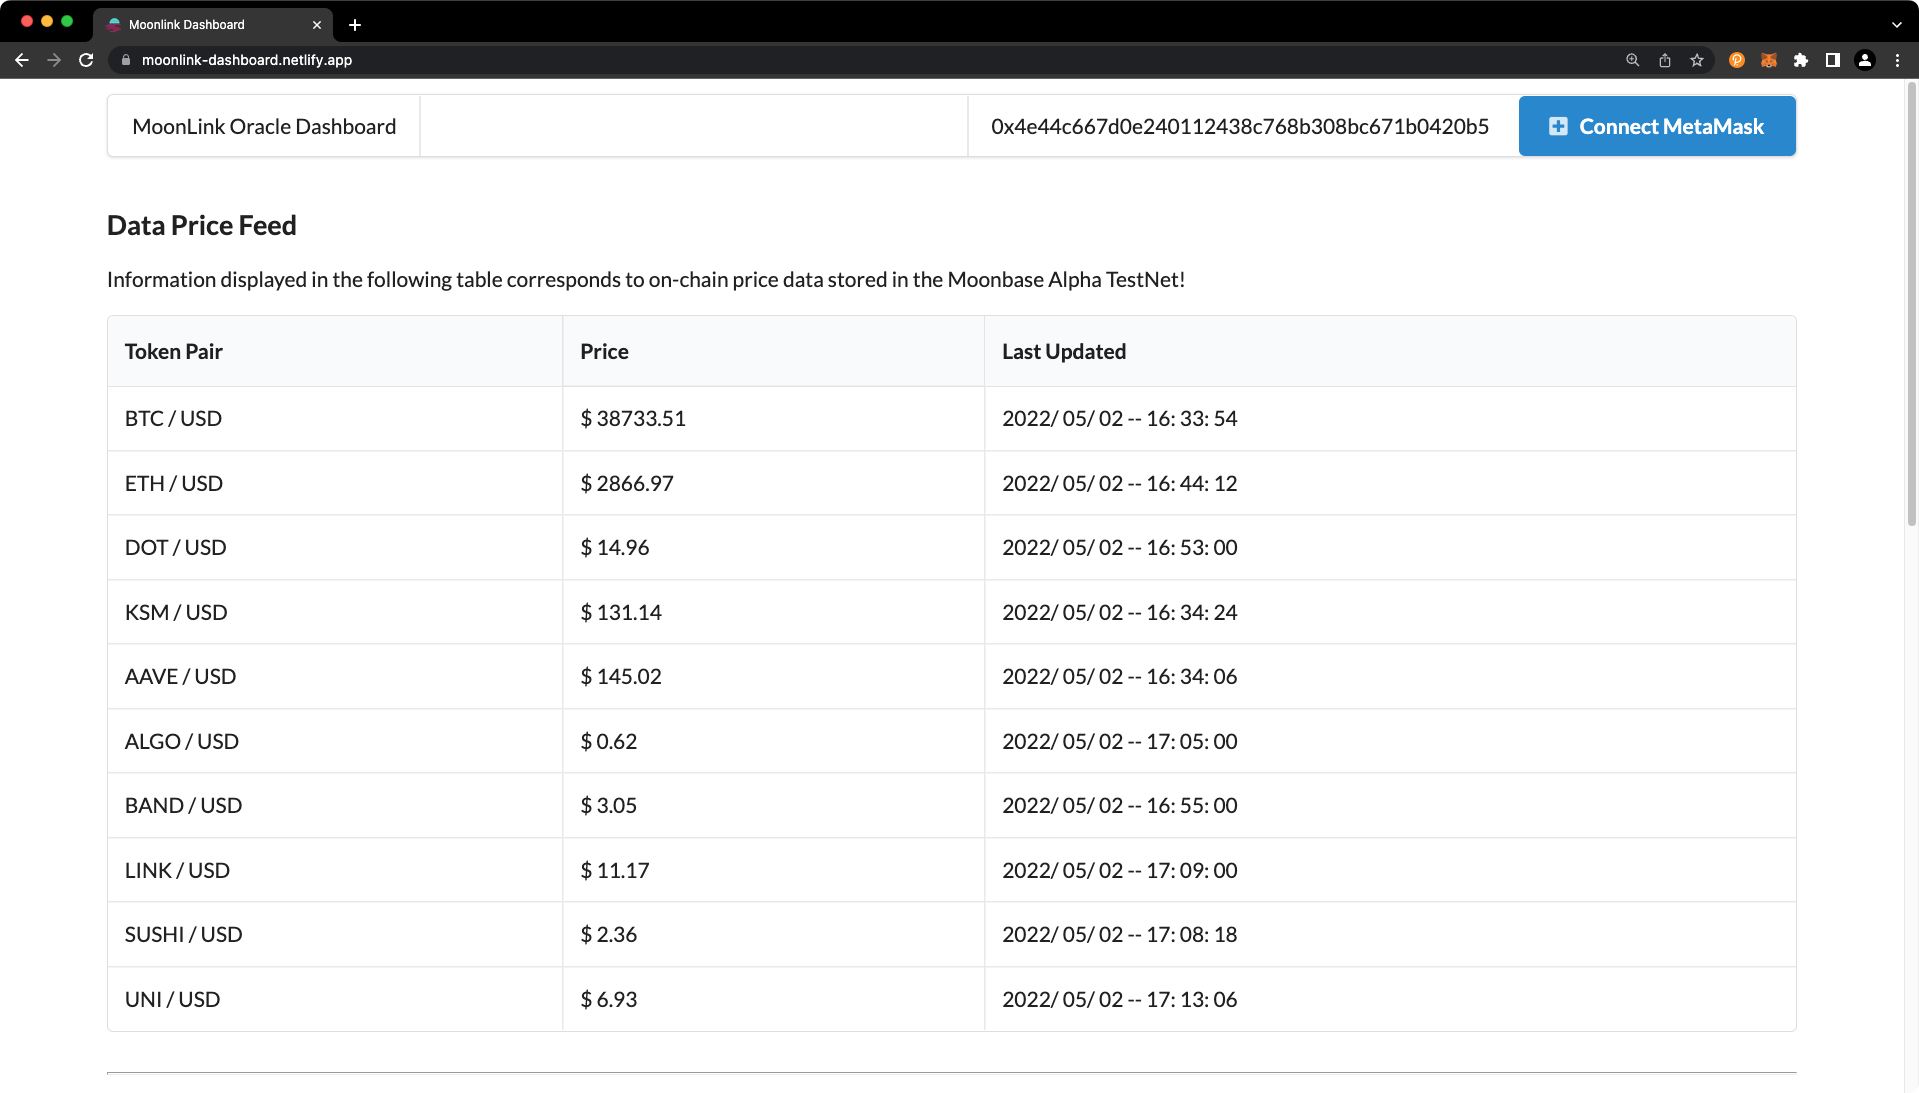 Moonlink Dashboard
moonlink-dashboard.netlify.app
MoonLink Oracle Dashboard 0x4e44c667d0e240112438c768b308bc671b0420b5 Connect MetaMask
Data Price Feed
Information displayed in the following table corresponds to on-chain price data stored in the Moonbase Alpha TestNet!
Token Pair Price Last Updated
BTC / USD $ 38733.51 2022/ 05/ 02 -- 16: 33: 54
ETH / USD $ 2866.97 2022/ 05/ 02 -- 16: 44: 12
DOT / USD $ 14.96 2022/ 05/ 02 -- 16: 53: 00
KSM / USD $ 131.14 2022/ 05/ 02 -- 16: 34: 24
AAVE / USD $ 145.02 2022/ 05/ 02 -- 16: 34: 06
ALGO / USD $ 0.62 2022/ 05/ 02 -- 17: 05: 00
BAND / USD $ 3.05 2022/ 05/ 02 -- 16: 55: 00
LINK / USD $ 11.17 2022/ 05/ 02 -- 17: 09: 00
SUSHI / USD $ 2.36 2022/ 05/ 02 -- 17: 08: 18
UNI / USD $ 6.93 2022/ 05/ 02 -- 17: 13: 06